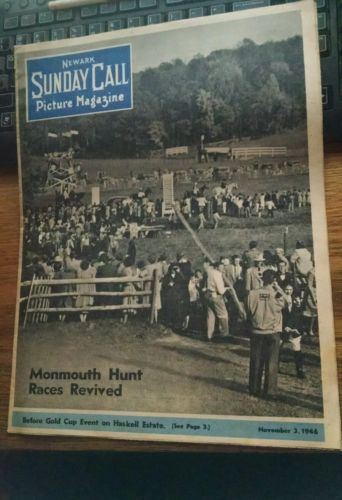 NEWARK
SUNDAY CALL
Picture Magazine
Monmouth Hunt
Races Revived
Before Gold Cup Event on Haskell Estate. (See Page 3.) November 3, 1946